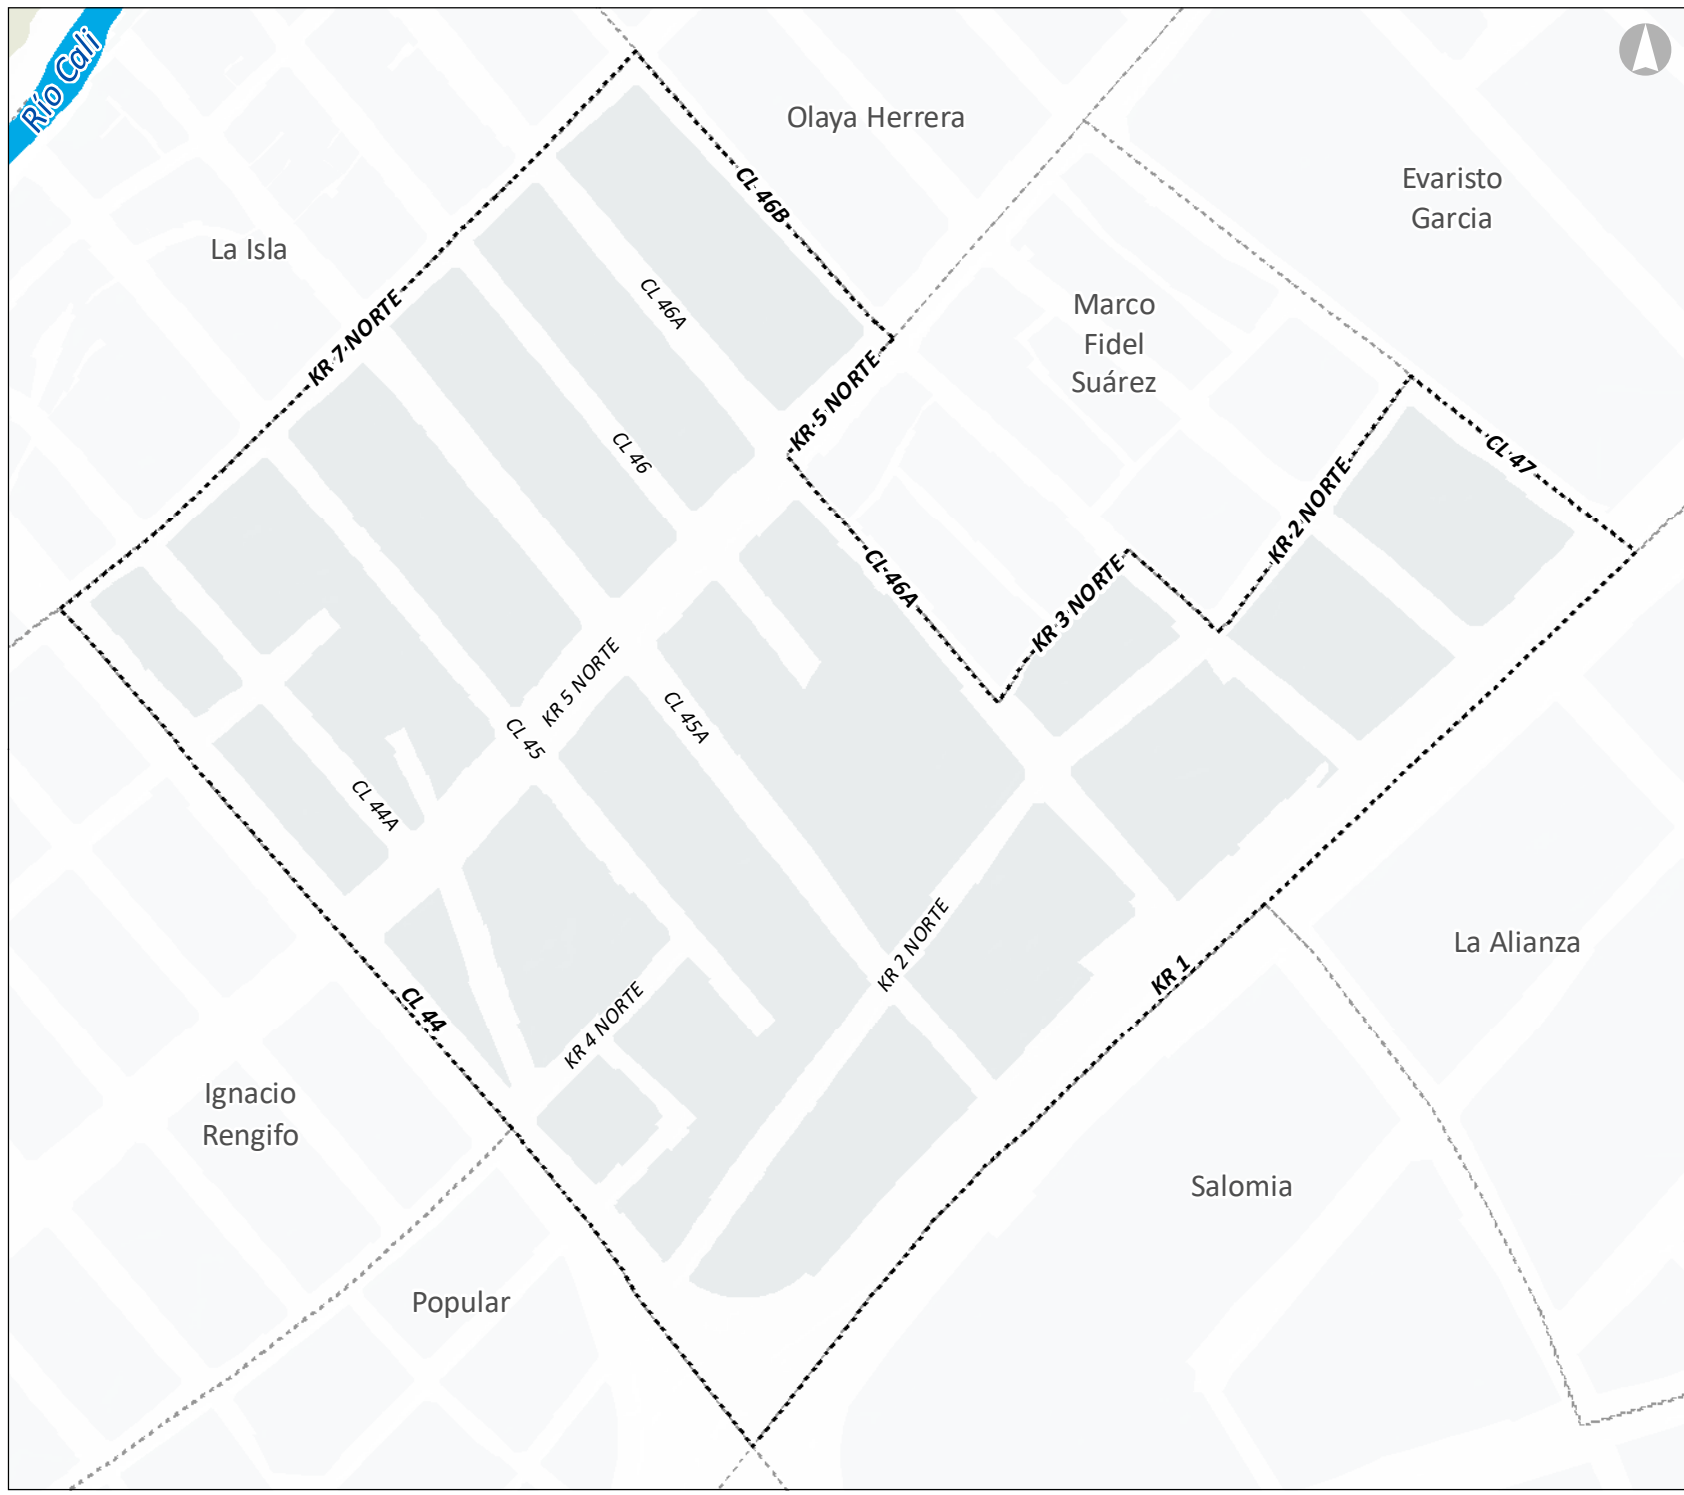 Río Cali
Olaya Herrera
Evaristo
Garcia
CL 46B
La Isla
CL 46A
KR 7 NORTE
Marco
Fidel
Suárez
KR 5 NORTE
CL 46
CL 47
KR 2 NORTE
CL 46A
KR 3 NORTE
KR 5 NORTE
CL 45A
CL 45
CL 44A
KR 2 NORTE
La Alianza
KR 1
CL 44
KR 4 NORTE
Ignacio
Rengifo
Salomia
Popular